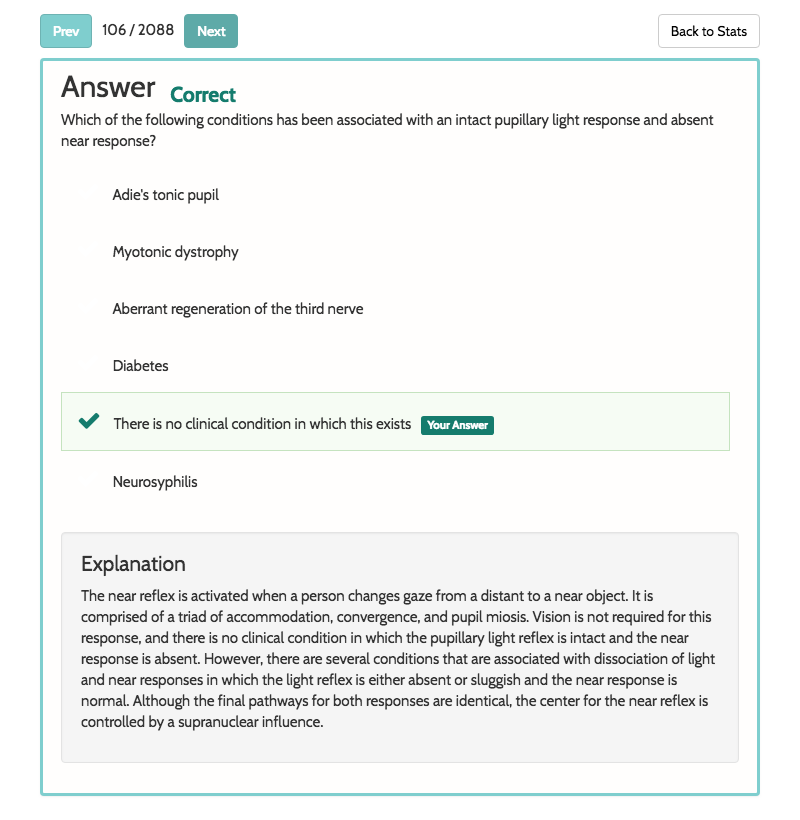 Prev 106 / 2088 Next Back to Stats
Answer Correct
Which of the following conditions has been associated with an intact pupillary light response and absent
near response?
Adie's tonic pupil
Myotonic dystrophy
Aberrant regeneration of the third nerve
Diabetes
There is no clinical condition in which this exists Your Answer
Neurosyphilis
Explanation
The near reflex is activated when a person changes gaze from a distant to a near object. It is
comprised of a triad of accommodation, convergence, and pupil miosis. Vision is not required for this
response, and there is no clinical condition in which the pupillary light reflex is intact and the near
response is absent. However, there are several conditions that are associated with dissociation of light
and near responses in which the light reflex is either absent or sluggish and the near response is
normal. Although the final pathways for both responses are identical, the center for the near reflex is
controlled by a supranuclear influence.